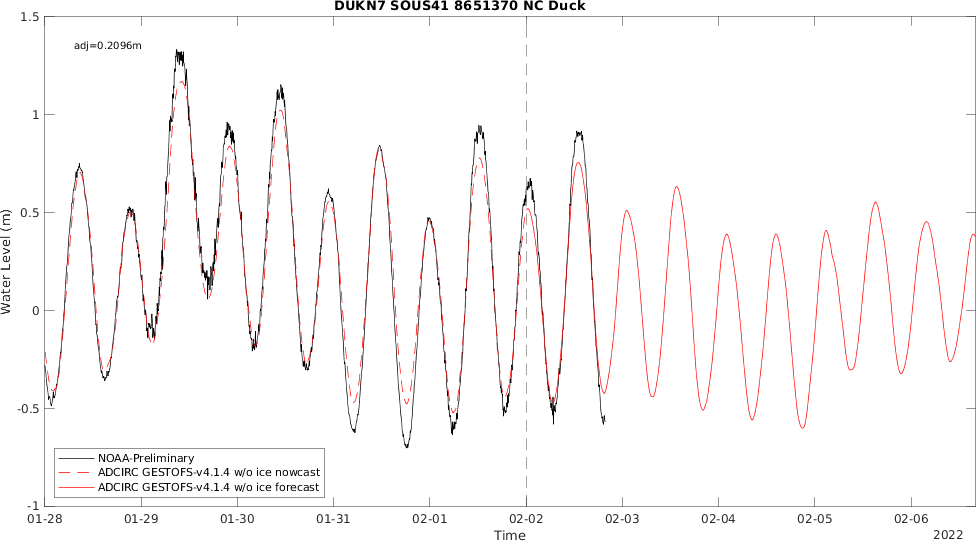 DUKN7 SOUS41 8651370 NC Duck
adj=0.2096m
1.5
1
0.5
0
-0.5
-1
Water Level (m)
NOAA-Preliminary
ADCIRC GESTOFS-v4.1.4 w/o ice nowcast
ADCIRC GESTOFS-v4.1.4 w/o ice forecast
01-28 01-29 01-30 01-31 02-01 02-02 02-03 02-04 02-05 02-06
Time
2022